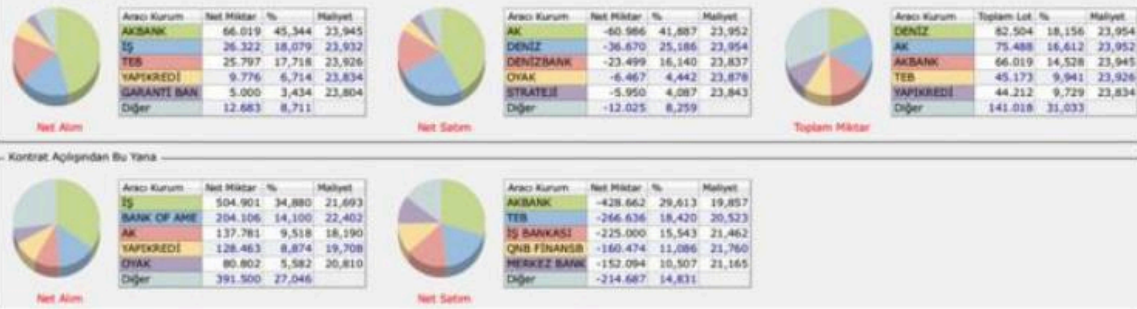 Aracı Kurum Net Miktar % Maliyet
AKBANK 66.019 45,344 23,945
İŞ 26.322 18,079 23,932
TEB 25.797 17,718 23,926
YAPIKREDİ 9.776 6,714 23,834
GARANTİ BAN 5.000 3,434 23,804
Diğer 12.683 8,711
Net Alım
Aracı Kurum Net Miktar % Maliyet
AK -60.986 41,887 23,952
DENİZ -36.670 25,186 23,954
DENİZBANK -23.499 16,140 23,837
OYAK -6.467 4,442 23,878
STRATEJİ -5.950 4,087 23,843
Diğer -12.025 8,259
Net Satım
Aracı Kurum Toplam Lot % Maliyet
DENİZ 82.504 18,156 23,954
AK 75.488 16,612 23,952
AKBANK 66.019 14,528 23,945
TEB 45.173 9,941 23,926
YAPIKREDİ 44.212 9,729 23,834
Diğer 141.018 31,033
Toplam Miktar
Kontrat Açılışından Bu Yana
Aracı Kurum Net Miktar % Maliyet
İŞ 504.901 34,880 21,693
BANK OF AME 204.106 14,100 22,402
AK 137.781 9,518 18,190
YAPIKREDİ 128.463 8,874 19,708
OYAK 80.802 5,582 20,810
Diğer 391.500 27,046
Net Alım
Aracı Kurum Net Miktar % Maliyet
AKBANK -428.662 29,613 19,857
TEB -266.636 18,420 20,523
İŞ BANKASI -225.000 15,543 21,462
QNB FİNANSB -160.474 11,086 21,760
MERKEZ BANK -152.094 10,507 21,165
Diğer -214.687 14,831
Net Satım